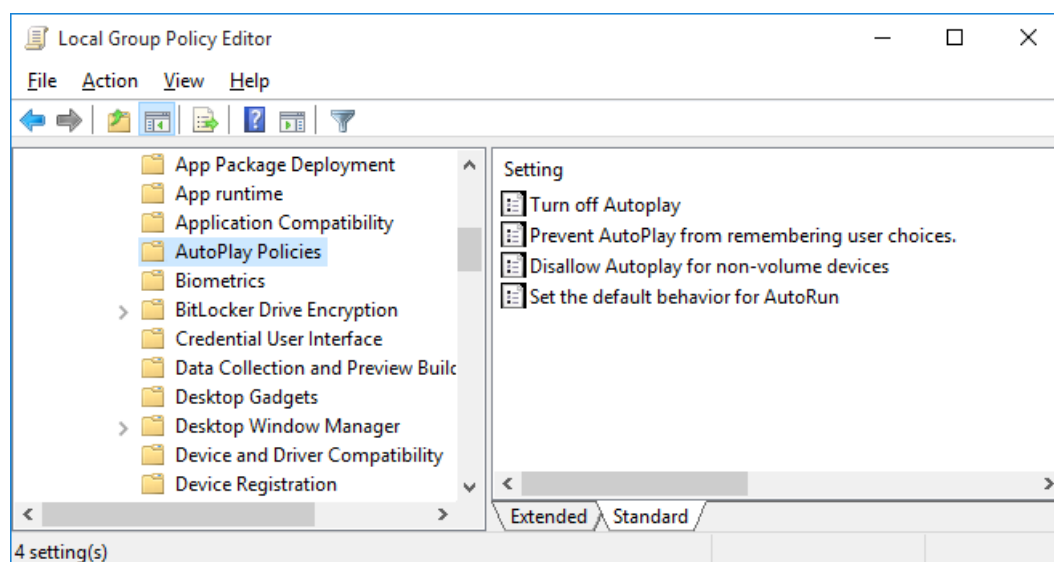 Local Group Policy Editor
File Action View Help
App Package Deployment
App runtime
Application Compatibility
AutoPlay Policies
Biometrics
BitLocker Drive Encryption
Credential User Interface
Data Collection and Preview Builc
Desktop Gadgets
Desktop Window Manager
Device and Driver Compatibility
Device Registration
Setting
Turn off Autoplay
Prevent AutoPlay from remembering user choices.
Disallow Autoplay for non-volume devices
Set the default behavior for AutoRun
Extended Standard
4 setting(s)